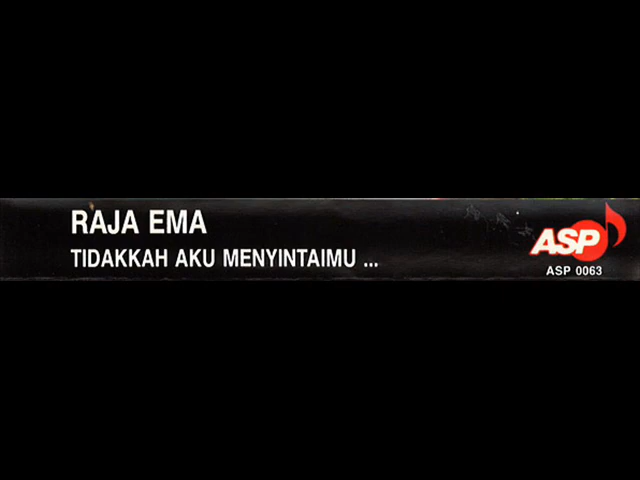 RAJA EMA
TIDAKKAH AKU MENYINTAIMU ...
ASP
ASP 0063